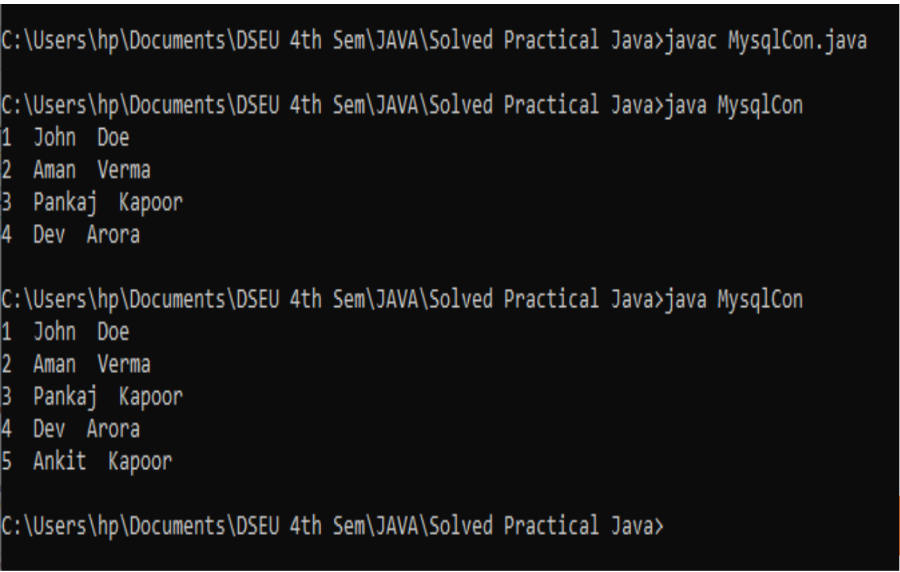 C:\Users\hp\Documents\DSEU 4th Sem\JAVA\Solved Practical Java>javac MysqlCon.java
C:\Users\hp\Documents\DSEU 4th Sem\JAVA\Solved Practical Java>java MysqlCon
1  John  Doe
2  Aman  Verma
3  Pankaj  Kapoor
4  Dev  Arora
C:\Users\hp\Documents\DSEU 4th Sem\JAVA\Solved Practical Java>java MysqlCon
1  John  Doe
2  Aman  Verma
3  Pankaj  Kapoor
4  Dev  Arora
5  Ankit  Kapoor
C:\Users\hp\Documents\DSEU 4th Sem\JAVA\Solved Practical Java>